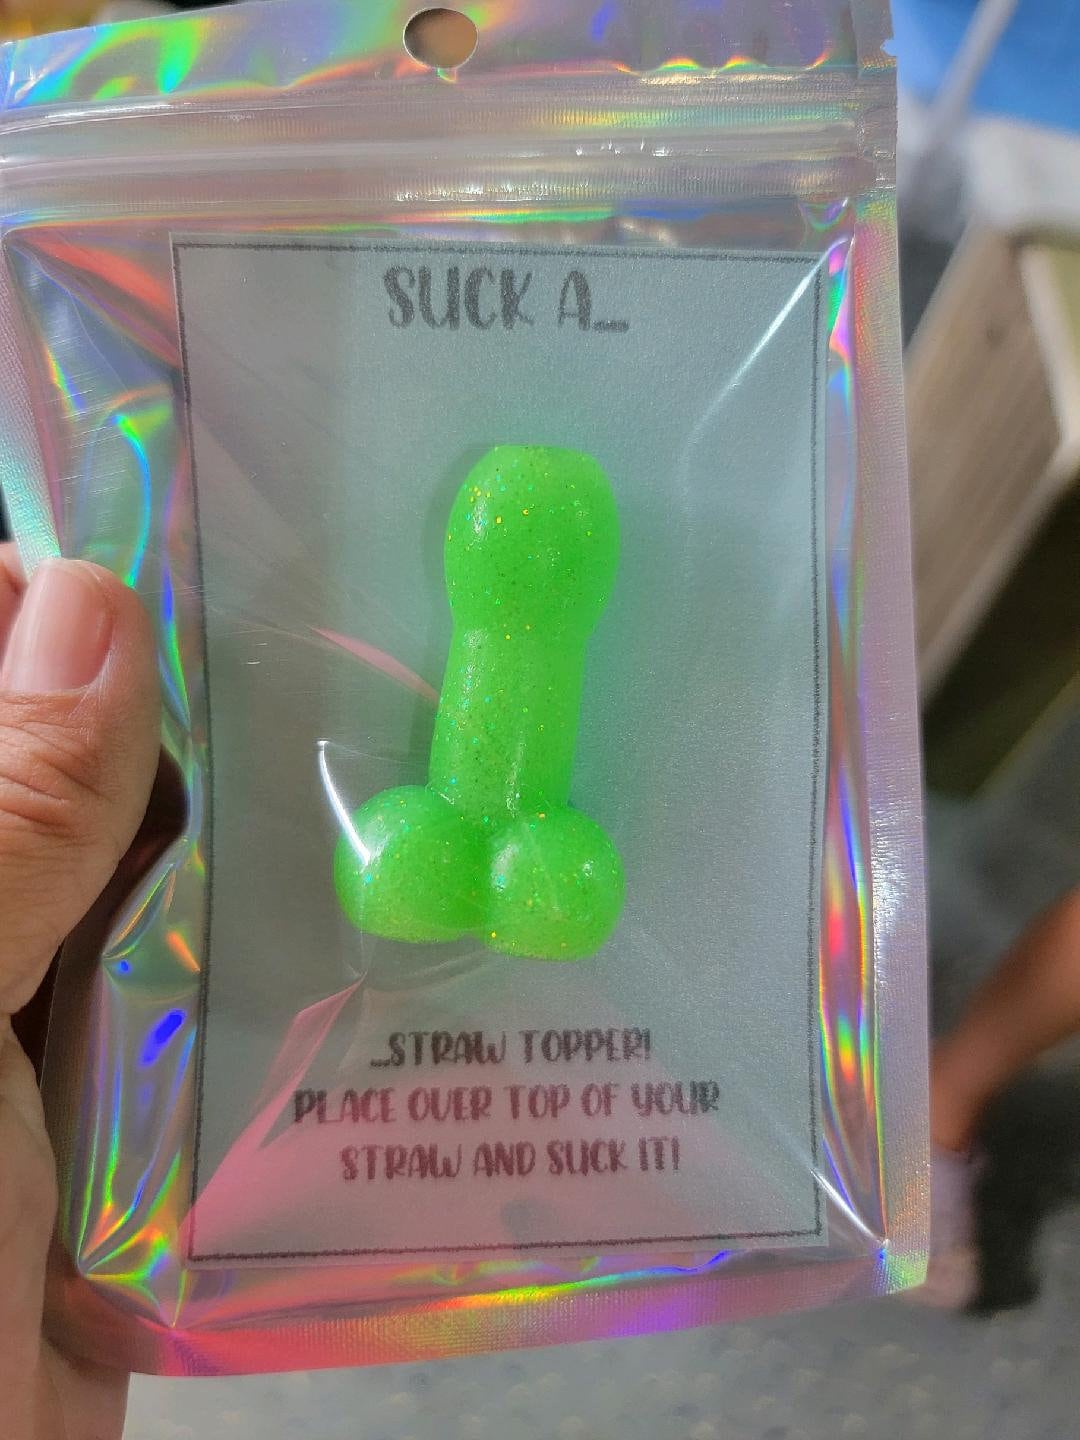 SUCK A...
...STRAW TOPPER!
PLACE OVER TOP OF YOUR
STRAW AND SUCK IT!